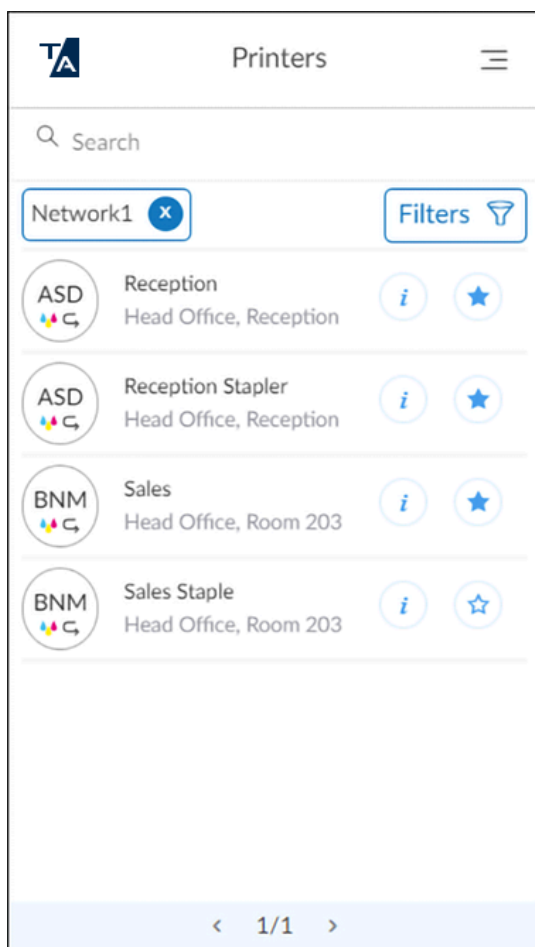 TA
Printers
Search
Network1 x
Filters
ASD
Reception
Head Office, Reception
i
ASD
Reception Stapler
Head Office, Reception
i
BNM
Sales
Head Office, Room 203
i
BNM
Sales Staple
Head Office, Room 203
i
< 1/1 >